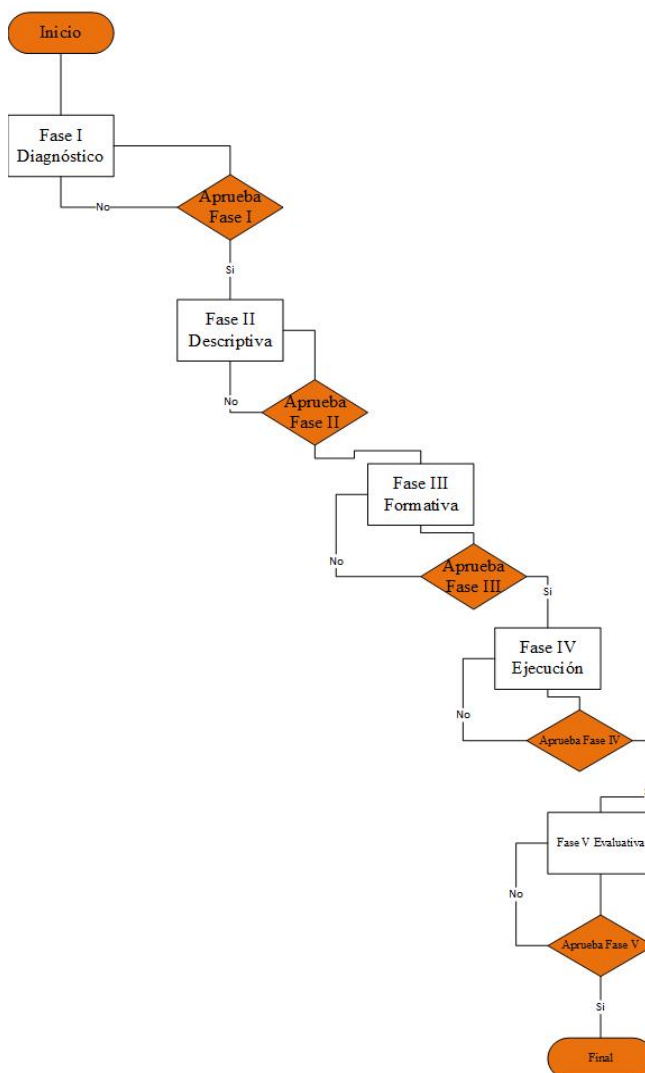 Inicio
Fase I
Diagnóstico
Aprueba
Fase I
No
Si
Fase II
Descriptiva
Aprueba
Fase II
No
Fase III
Formativa
No
Aprueba
Fase III
Si
Fase IV
Ejecución
No
Aprueba Fase IV
Fase V Evaluativa
No
Aprueba Fase V
Si
Final